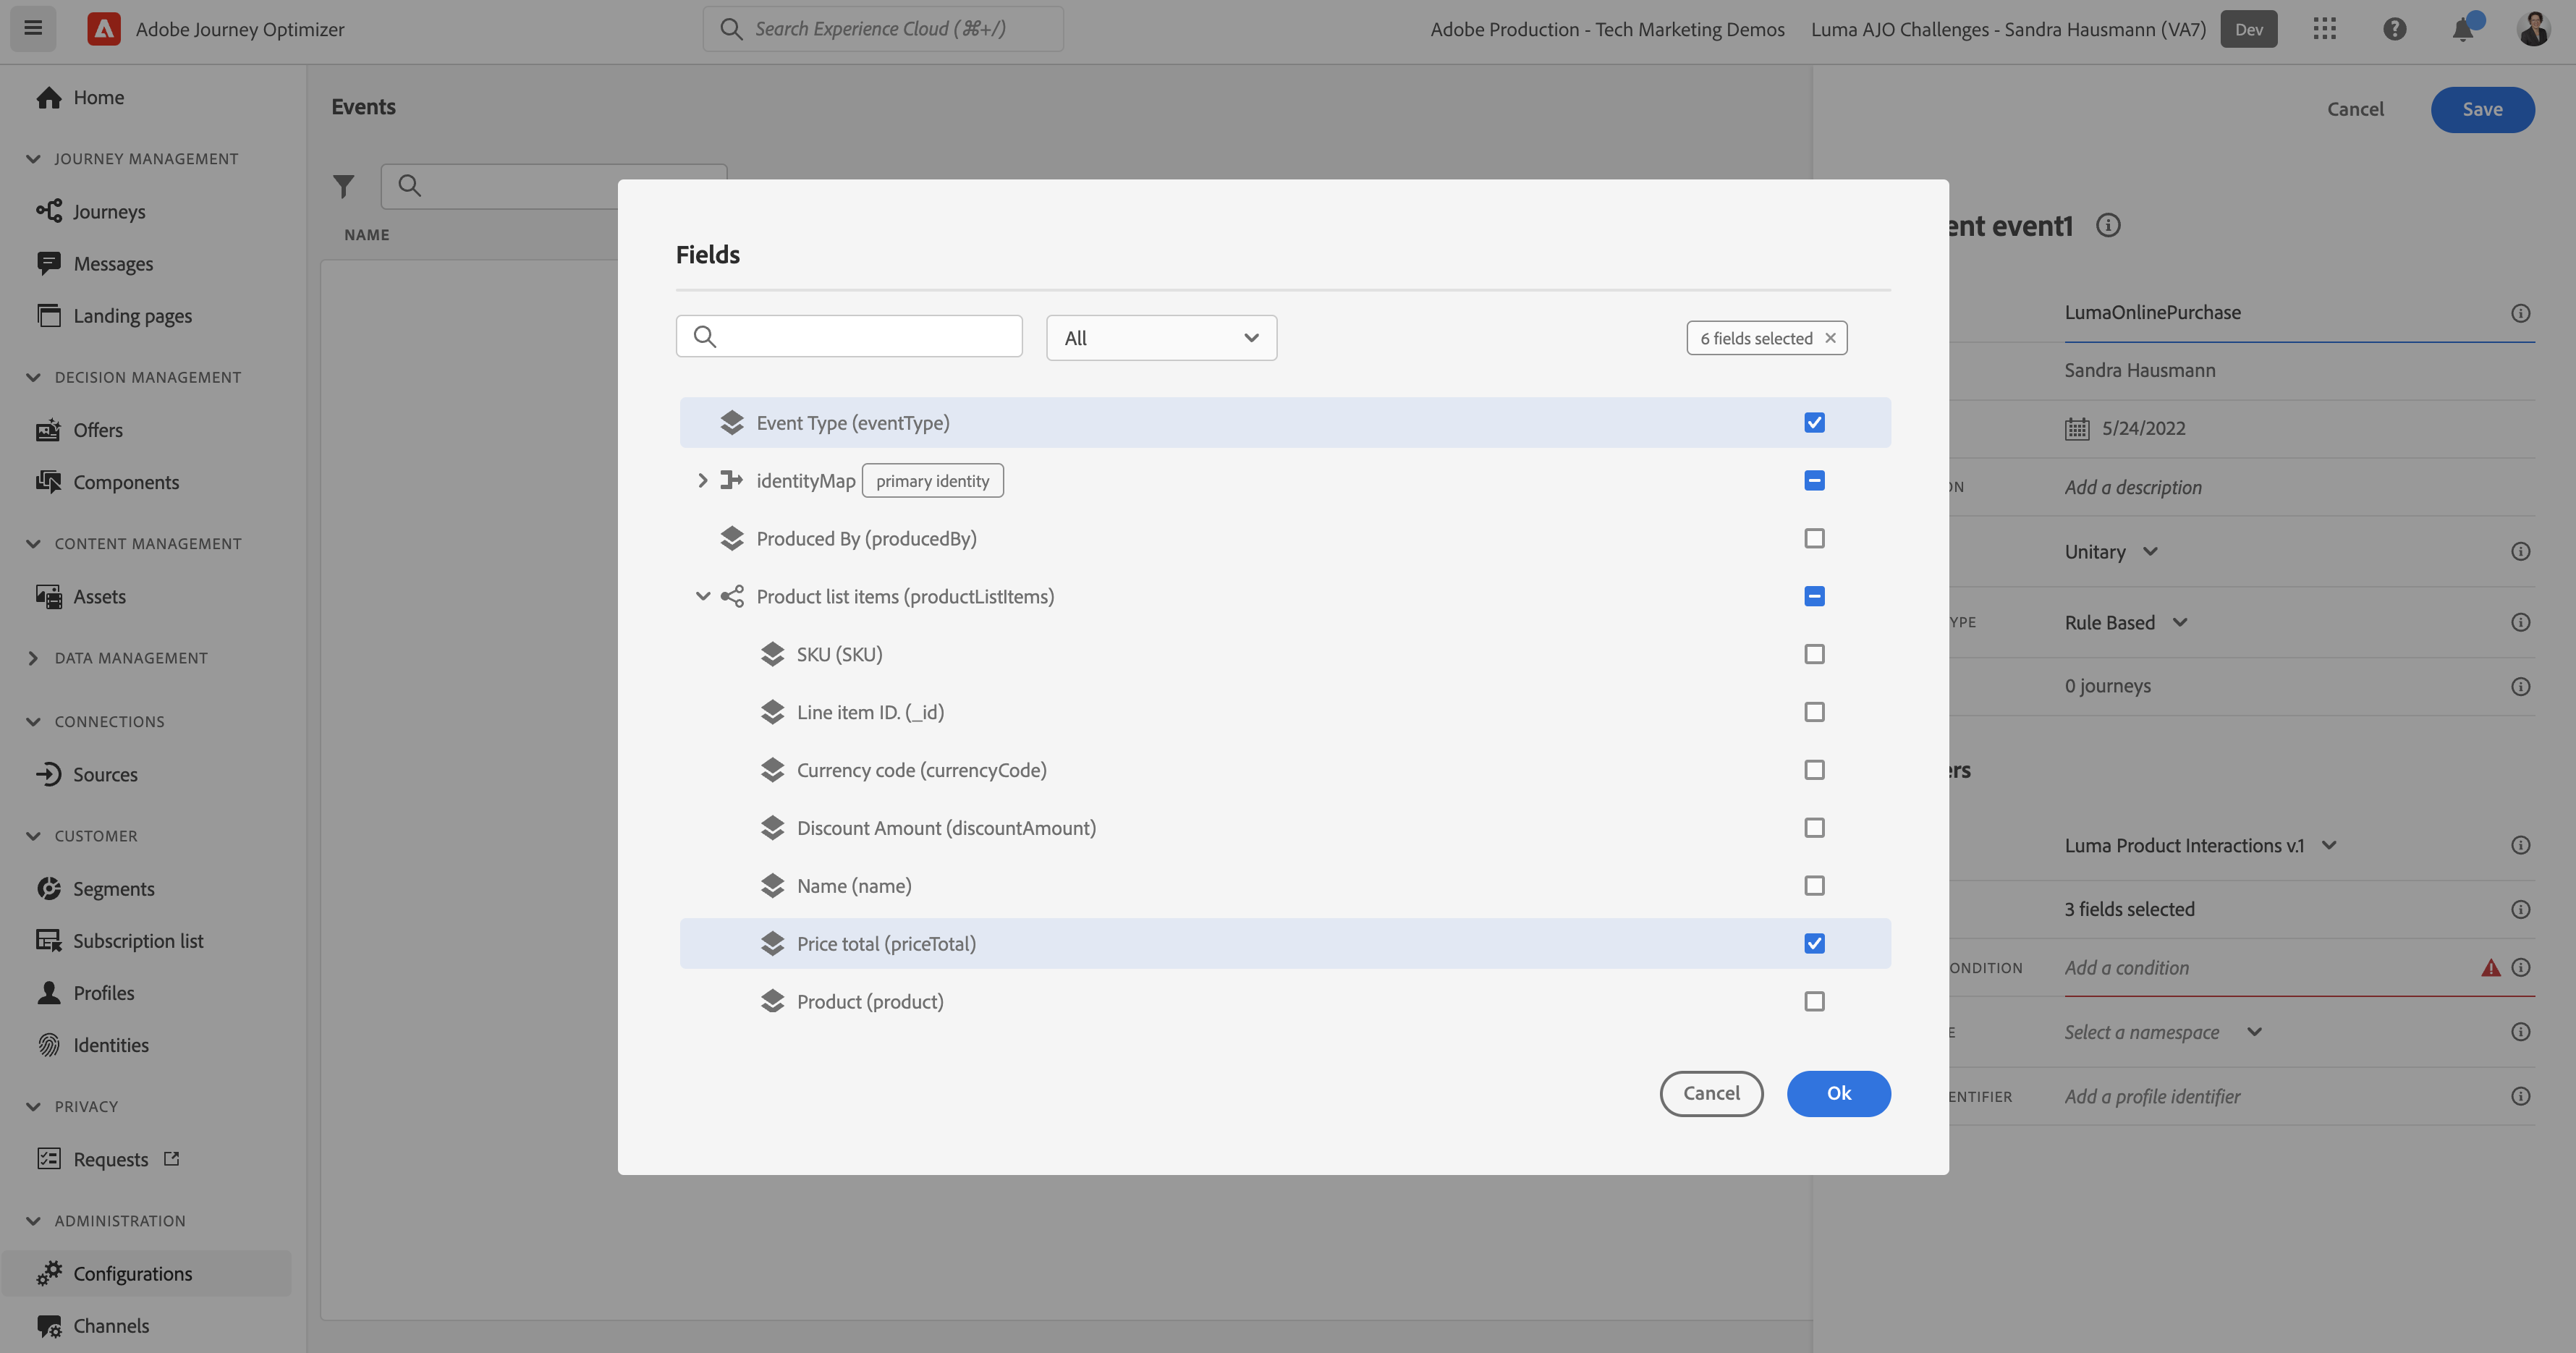 Adobe Journey Optimizer
Search Experience Cloud (⌘+/)
Adobe Production - Tech Marketing Demos
Luma AJO Challenges - Sandra Hausmann (VA7)
Dev
Home
JOURNEY MANAGEMENT
Journeys
Messages
Landing pages
DECISION MANAGEMENT
Offers
Components
CONTENT MANAGEMENT
Assets
DATA MANAGEMENT
CONNECTIONS
Sources
CUSTOMER
Segments
Subscription list
Profiles
Identities
PRIVACY
Requests
ADMINISTRATION
Configurations
Channels
Events
NAME
Fields
All
6 fields selected
Event Type (eventType)
identityMap primary identity
Produced By (producedBy)
Product list items (productListItems)
SKU (SKU)
Line item ID. (_id)
Currency code (currencyCode)
Discount Amount (discountAmount)
Name (name)
Price total (priceTotal)
Product (product)
Cancel
Ok
Cancel
Save
ent event1
LumaOnlinePurchase
Sandra Hausmann
5/24/2022
ON Add a description
Unitary
YPE Rule Based
0 journeys
ers
Luma Product Interactions v.1
3 fields selected
ONDITION Add a condition
E Select a namespace
ENTIFIER Add a profile identifier